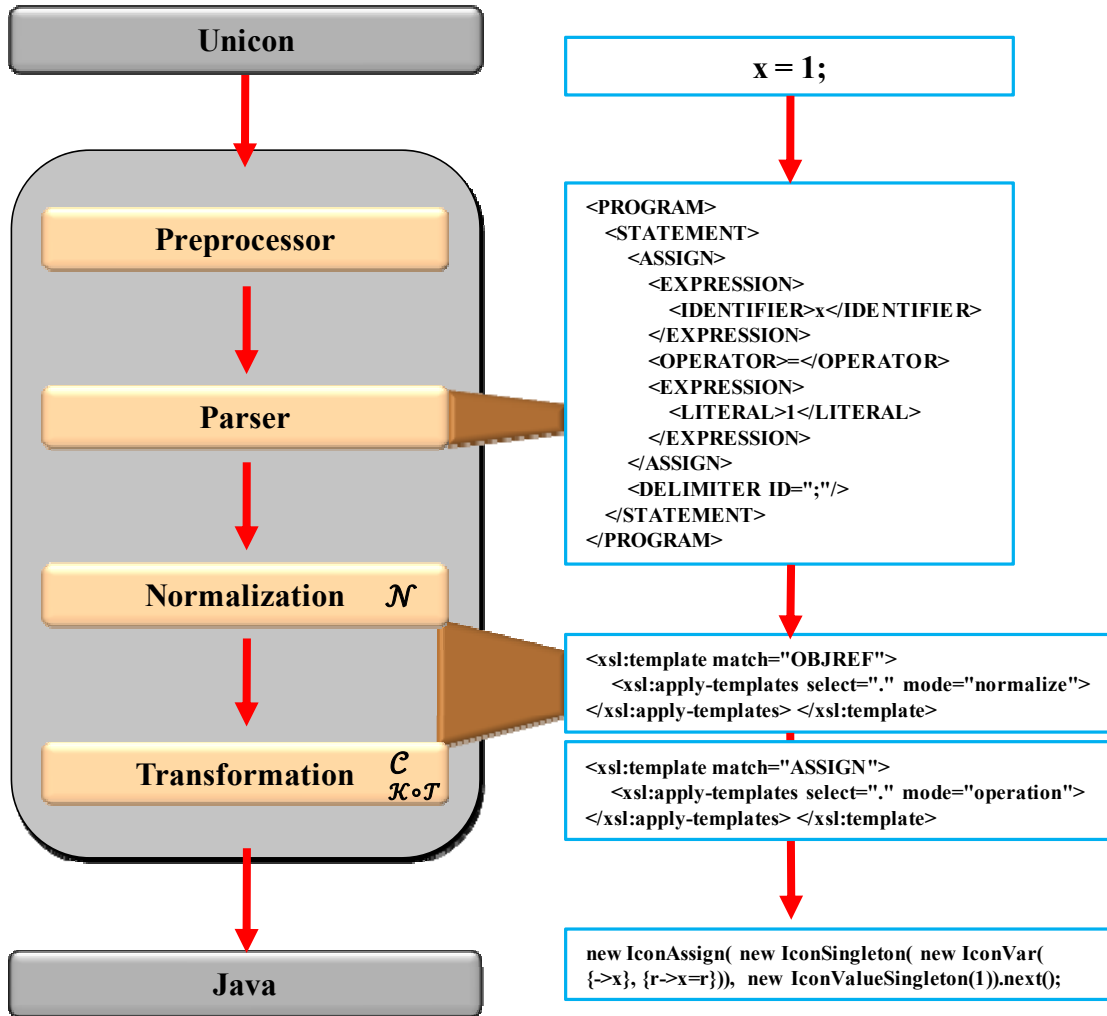 Unicon
Preprocessor
Parser
Normalization 𝒩
Transformation 𝒞
𝒦∘𝒯
Java
x = 1;
<PROGRAM>
<STATEMENT>
<ASSIGN>
<EXPRESSION>
<IDENTIFIER>x</IDENTIFIER>
</EXPRESSION>
<OPERATOR>=</OPERATOR>
<EXPRESSION>
<LITERAL>1</LITERAL>
</EXPRESSION>
</ASSIGN>
<DELIMITER ID=";"/>
</STATEMENT>
</PROGRAM>
<xsl:template match="OBJREF">
<xsl:apply-templates select="." mode="normalize">
</xsl:apply-templates> </xsl:template>
<xsl:template match="ASSIGN">
<xsl:apply-templates select="." mode="operation">
</xsl:apply-templates> </xsl:template>
new IconAssign( new IconSingleton( new IconVar(
{->x}, {r->x=r})), new IconValueSingleton(1)).next();